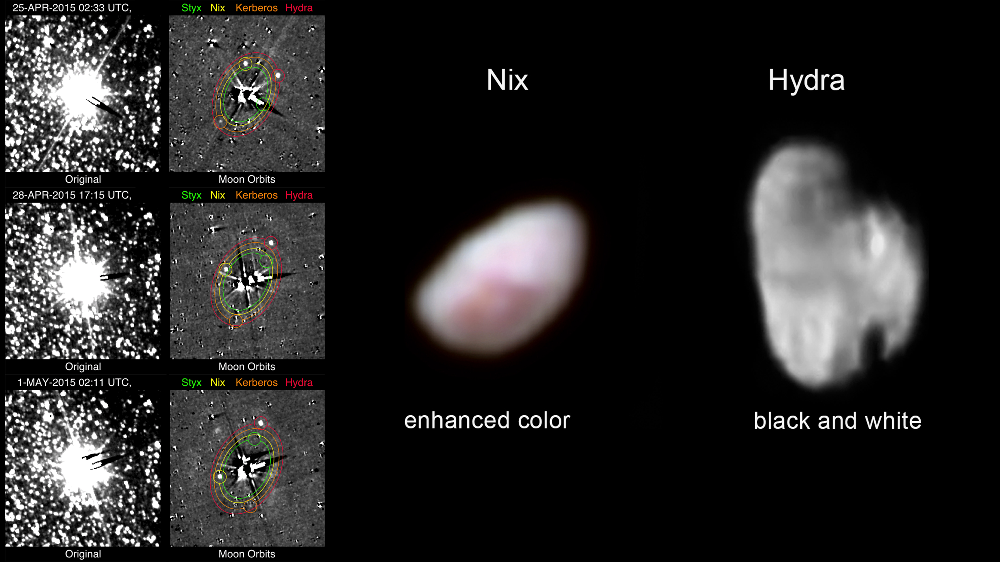 25-APR-2015 02:33 UTC,
Styx Nix Kerberos Hydra
Original
Moon Orbits
28-APR-2015 17:15 UTC,
Styx Nix Kerberos Hydra
Original
Moon Orbits
1-MAY-2015 02:11 UTC,
Styx Nix Kerberos Hydra
Original
Moon Orbits
Nix
enhanced color
Hydra
black and white